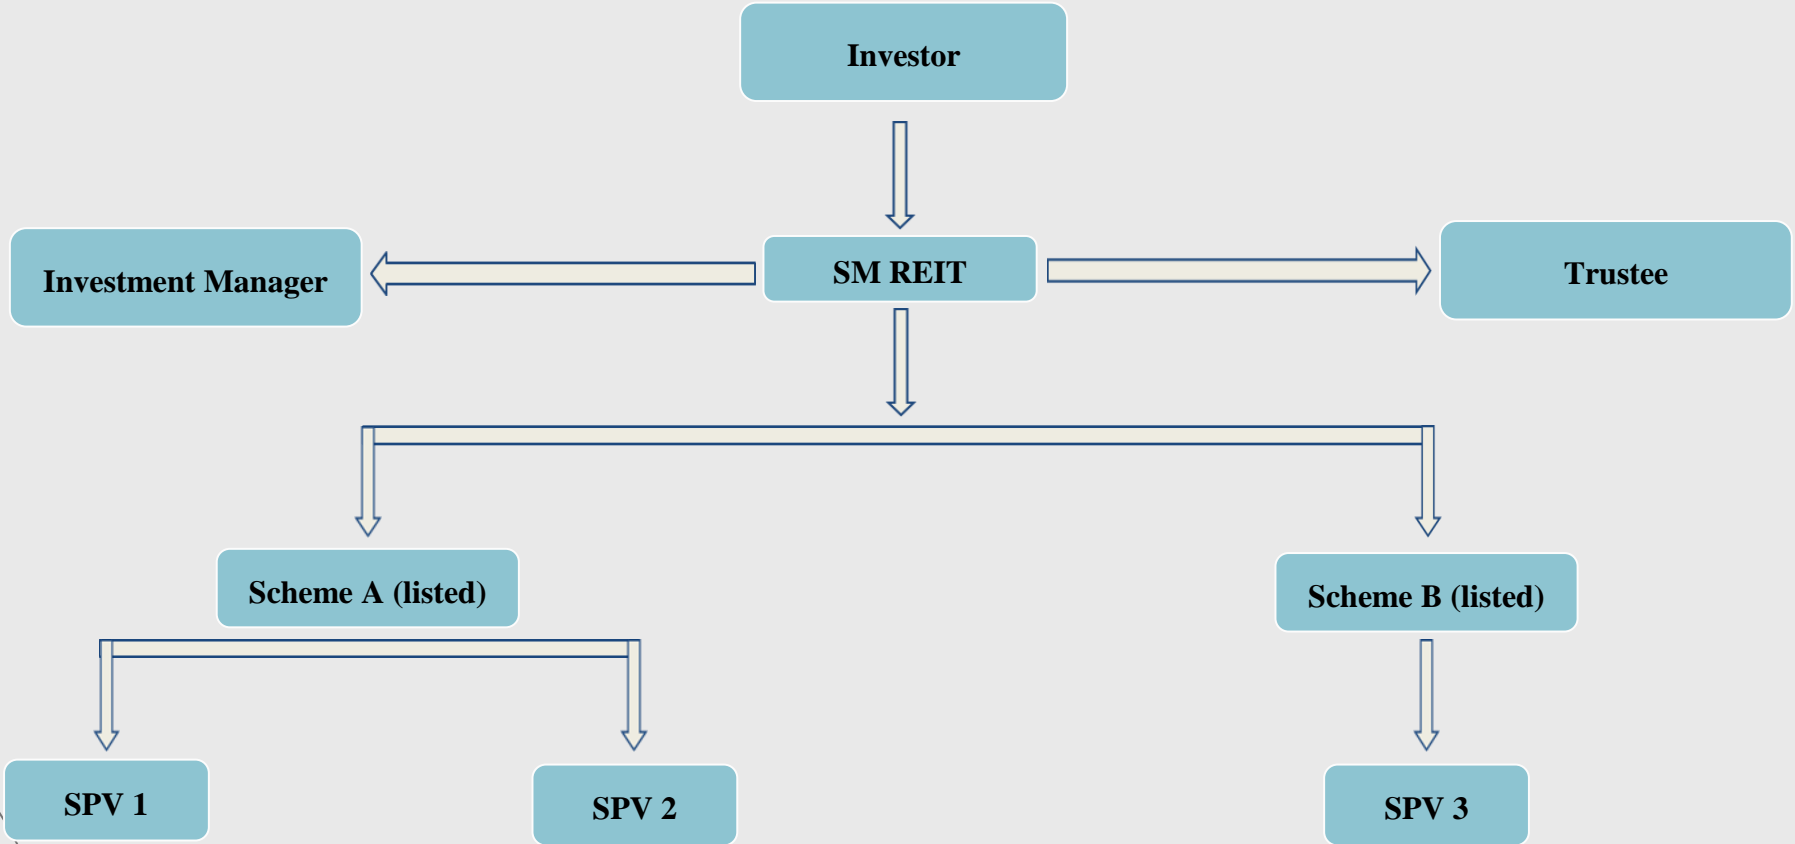 Investor
Investment Manager
SM REIT
Trustee
Scheme A (listed)
Scheme B (listed)
SPV 1
SPV 2
SPV 3